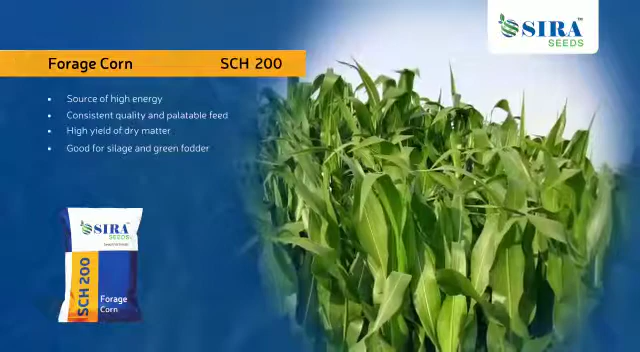 SIRA
SEEDS
Forage Corn SCH 200
• Source of high energy
• Consistent quality and palatable feed
• High yield of dry matter
• Good for silage and green fodder
SIRA
SEEDS
SCH 200
Forage
Corn